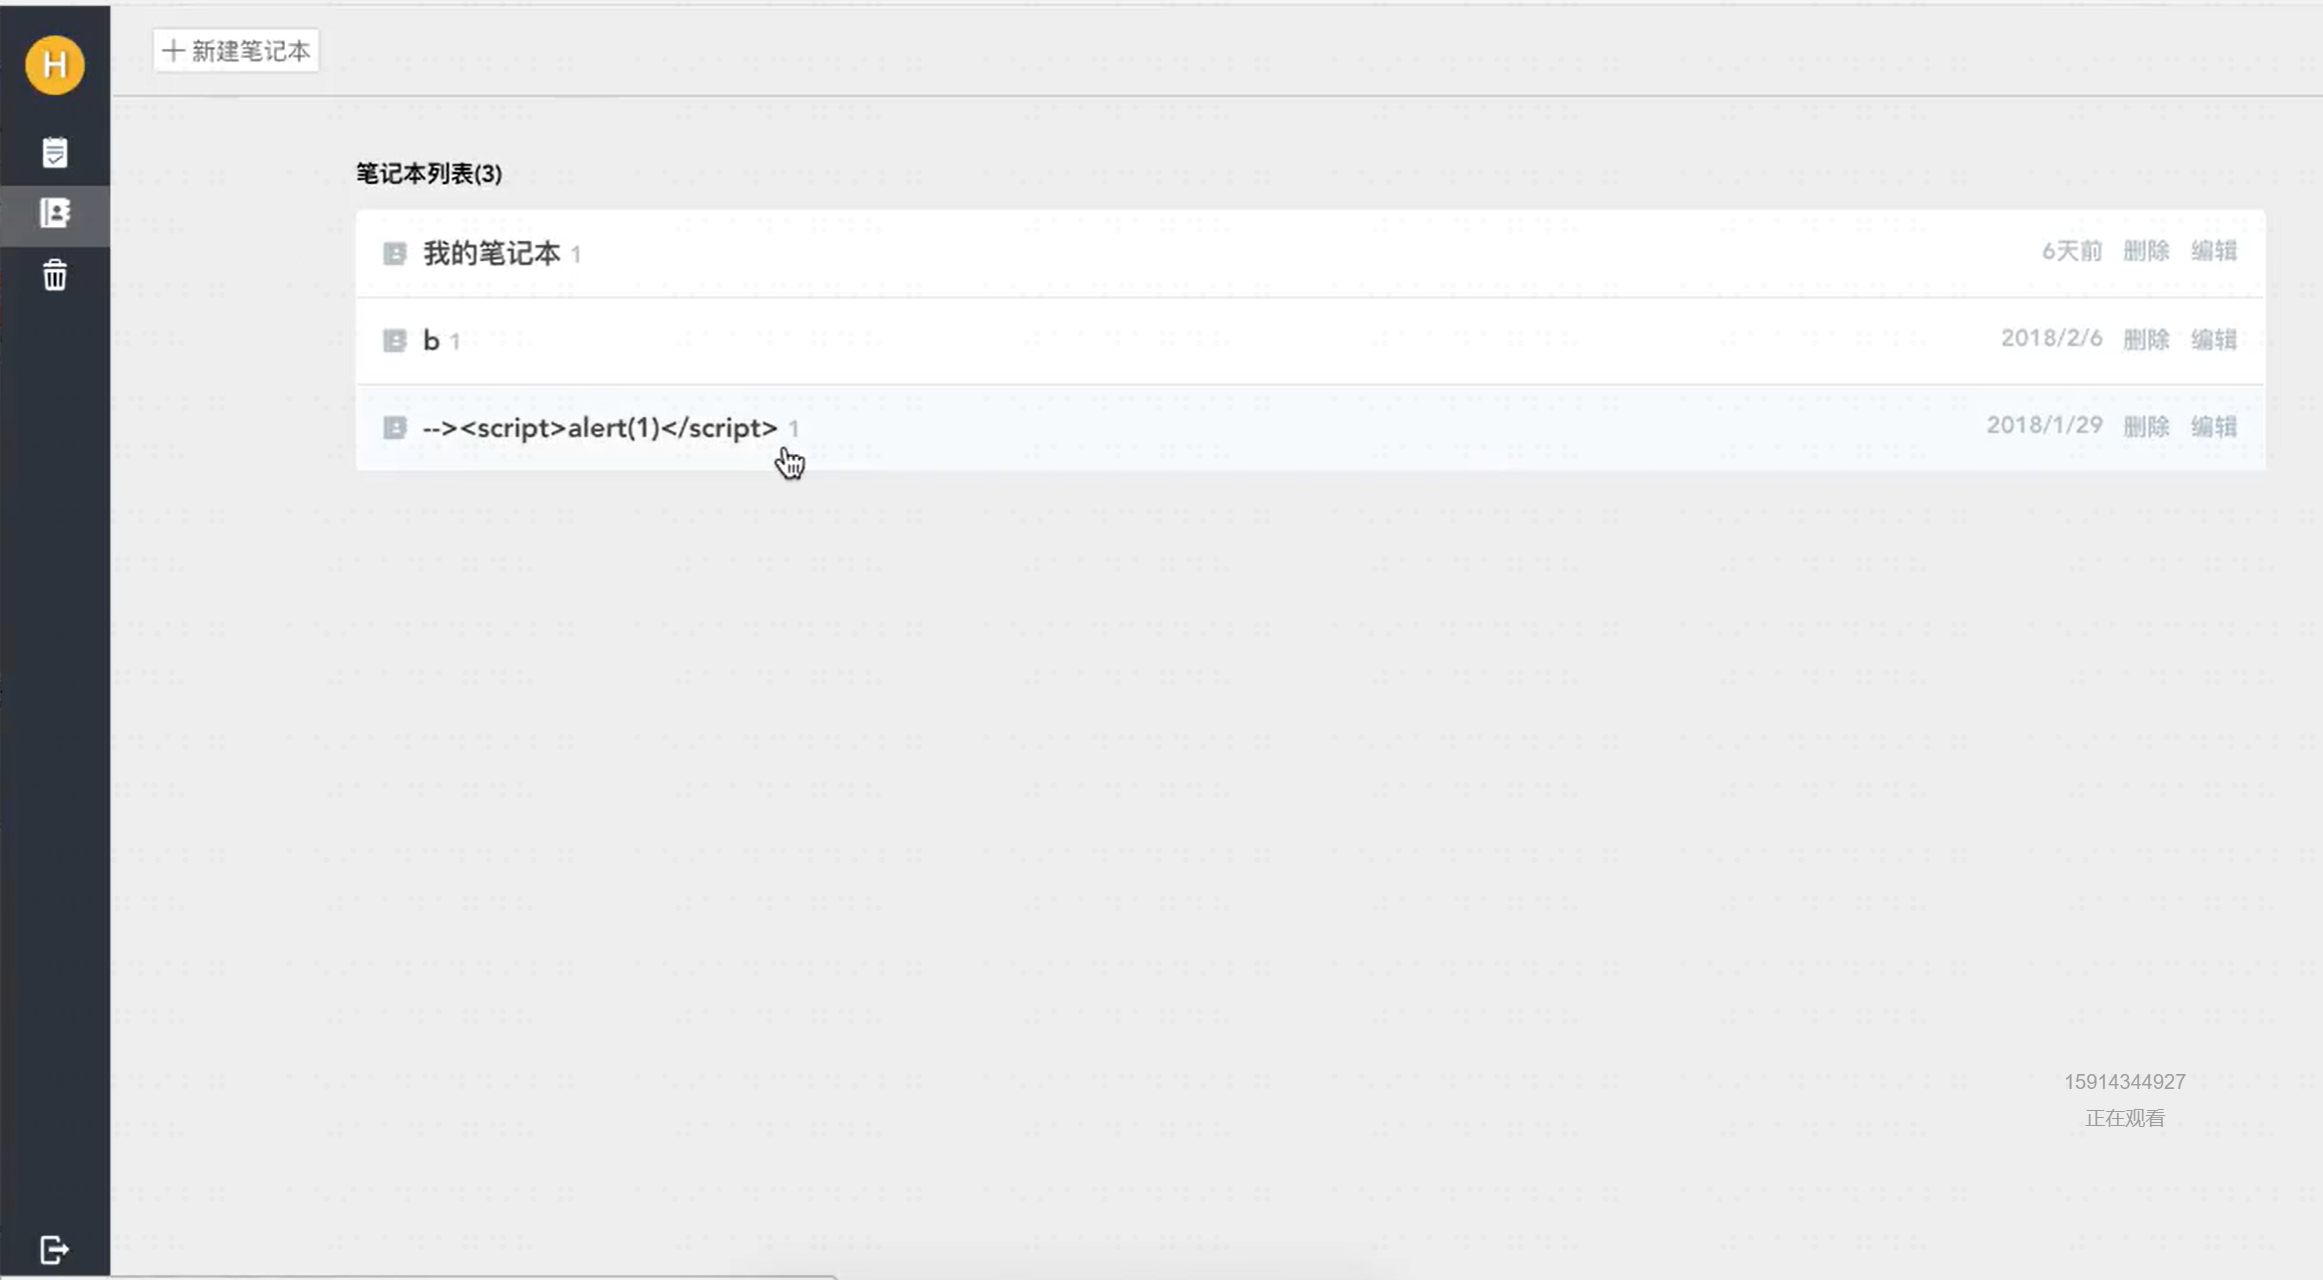 H
+ 新建笔记本
笔记本列表(3)
我的笔记本 1 6天前 删除 编辑
b 1 2018/2/6 删除 编辑
--><script>alert(1)</script> 1 2018/1/29 删除 编辑
15914344927
正在观看